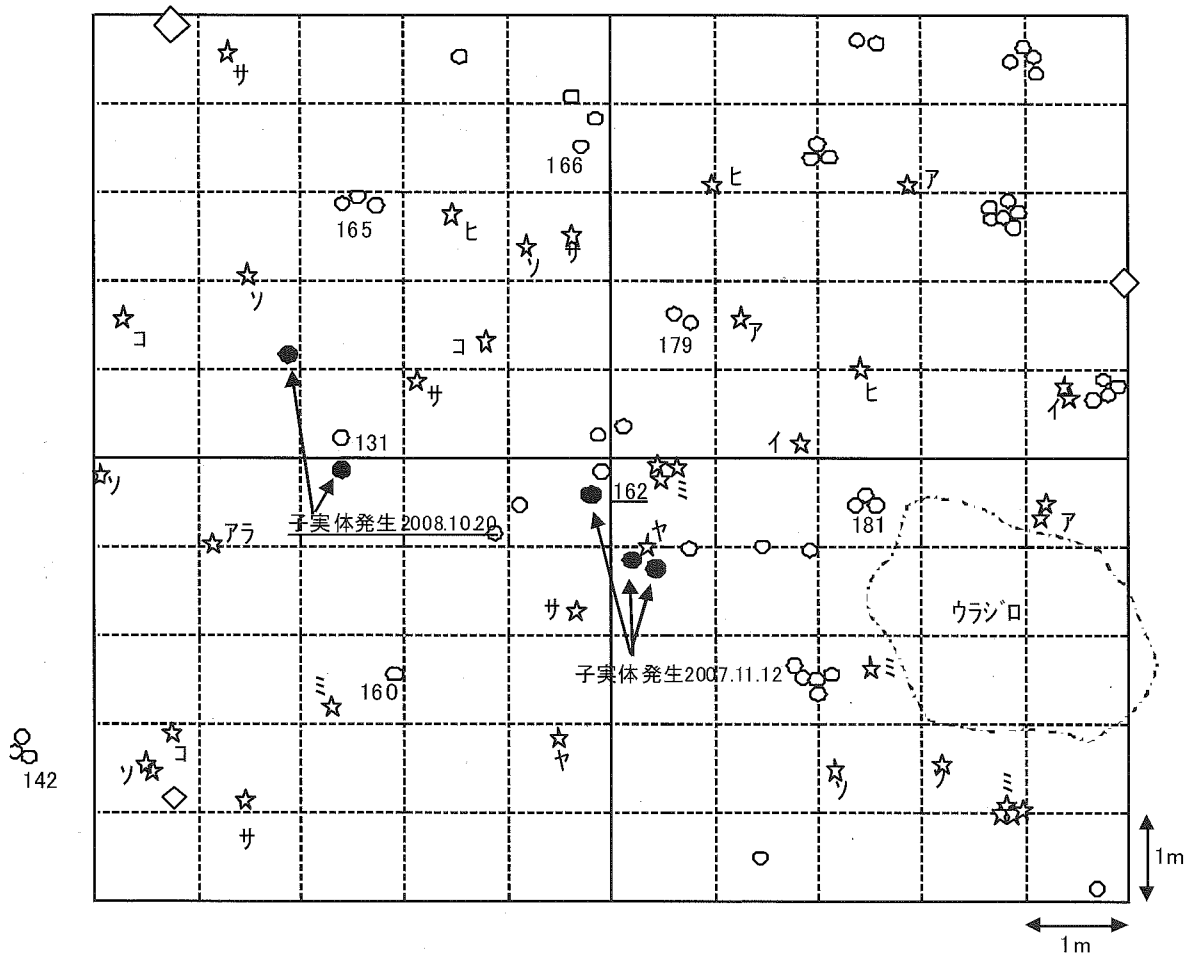 サ
166
ヒ
ア
165
ヒ
ソ
サ
ソ
コ
コ
179
ア
サ
ヒ
イ
131
イ
ソ
162
ミ
181
ア
子実体発生2008.10.20
アラ
ヤ
サ
ウラジロ
ミ
160
子実体発生2007.11.12
ミ
コ
ソ
142
ヤ
ソ
ソ
ミ
サ
1m
1m